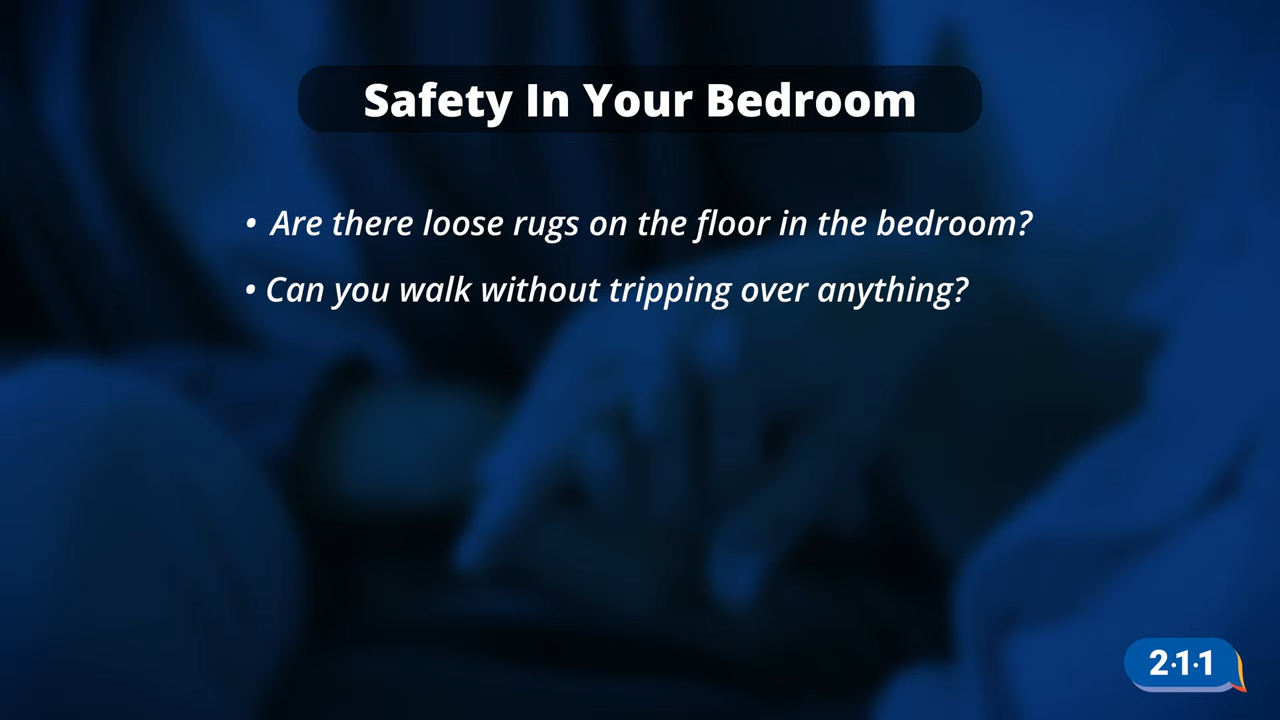 Safety In Your Bedroom
• Are there loose rugs on the floor in the bedroom?
• Can you walk without tripping over anything?
2·1·1